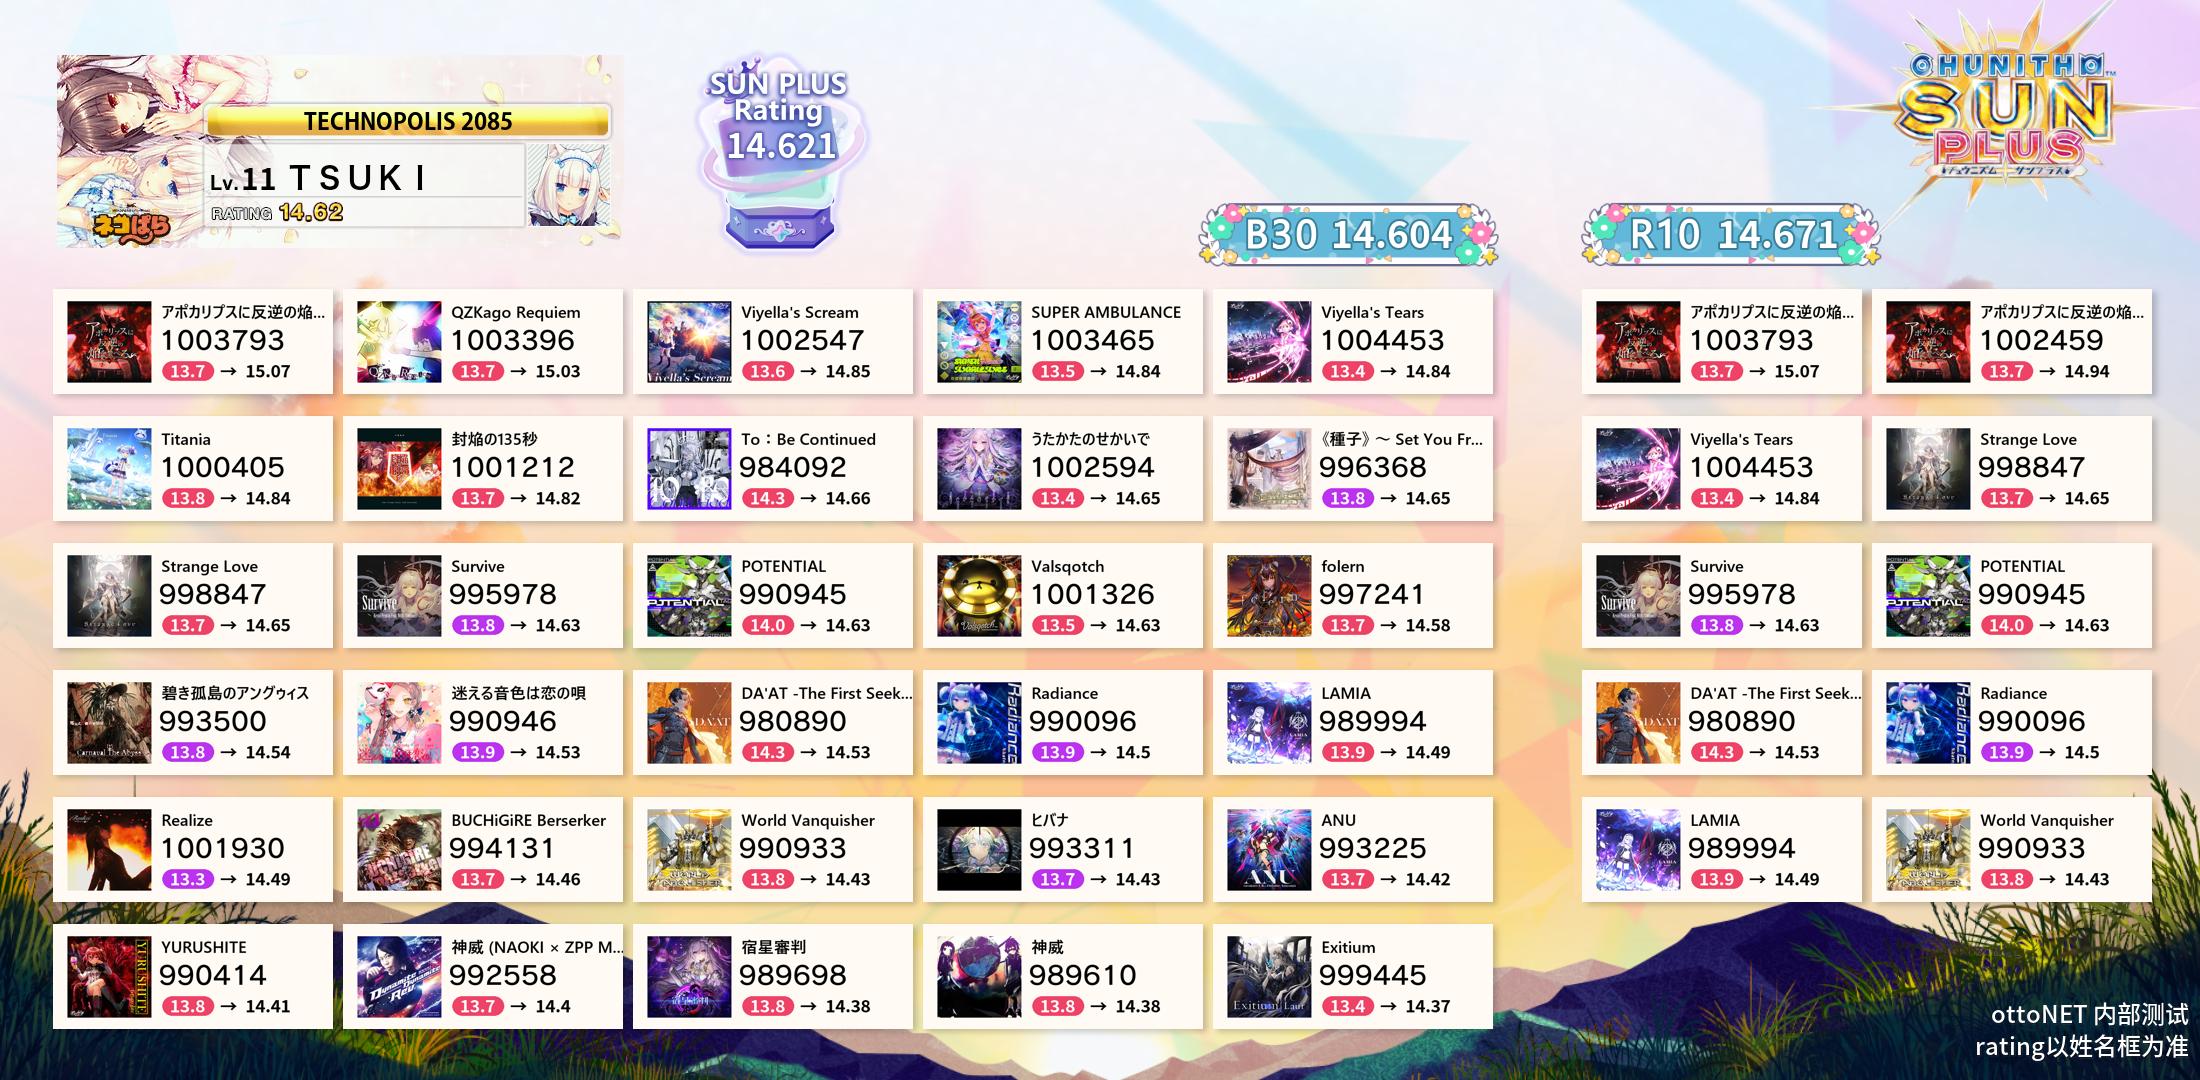 TECHNOPOLIS 2085
Lv.11 TSUKI
RATING 14.62
ネコぱら
SUN PLUS
Rating
14.621
CHUNITHM
SUN
PLUS
チュウニズム サンプラス
B30 14.604
R10 14.671
アポカリプスに反逆の焔...
1003793
13.7 → 15.07
QZKago Requiem
1003396
13.7 → 15.03
Viyella's Scream
1002547
13.6 → 14.85
SUPER AMBULANCE
1003465
13.5 → 14.84
Viyella's Tears
1004453
13.4 → 14.84
アポカリプスに反逆の焔...
1003793
13.7 → 15.07
アポカリプスに反逆の焔...
1002459
13.7 → 14.94
Titania
1000405
13.8 → 14.84
封焔の135秒
1001212
13.7 → 14.82
To：Be Continued
984092
14.3 → 14.66
うたかたのせかいで
1002594
13.4 → 14.65
《種子》 ～ Set You Fr...
996368
13.8 → 14.65
Viyella's Tears
1004453
13.4 → 14.84
Strange Love
998847
13.7 → 14.65
Strange Love
998847
13.7 → 14.65
Survive
995978
13.8 → 14.63
POTENTIAL
990945
14.0 → 14.63
Valsqotch
1001326
13.5 → 14.63
folern
997241
13.7 → 14.58
Survive
995978
13.8 → 14.63
POTENTIAL
990945
14.0 → 14.63
碧き孤島のアングゥィス
993500
13.8 → 14.54
迷える音色は恋の唄
990946
13.9 → 14.53
DA'AT -The First Seek...
980890
14.3 → 14.53
Radiance
990096
13.9 → 14.5
LAMIA
989994
13.9 → 14.49
DA'AT -The First Seek...
980890
14.3 → 14.53
Radiance
990096
13.9 → 14.5
Realize
1001930
13.3 → 14.49
BUCHiGiRE Berserker
994131
13.7 → 14.46
World Vanquisher
990933
13.8 → 14.43
ヒバナ
993311
13.7 → 14.43
ANU
993225
13.7 → 14.42
LAMIA
989994
13.9 → 14.49
World Vanquisher
990933
13.8 → 14.43
YURUSHITE
990414
13.8 → 14.41
神威 (NAOKI × ZPP M...
992558
13.7 → 14.4
宿星審判
989698
13.8 → 14.38
神威
989610
13.8 → 14.38
Exitium
999445
13.4 → 14.37
ottoNET 内部测试
rating以姓名框为准